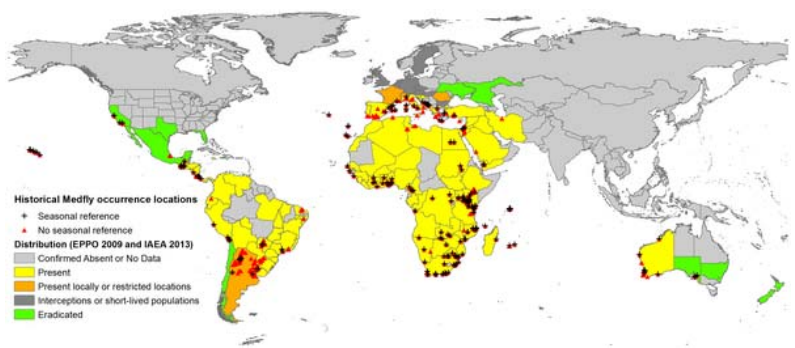 Historical Medfly occurrence locations
Seasonal reference
No seasonal reference
Distribution (EPPO 2009 and IAEA 2013)
Confirmed Absent or No Data
Present
Present locally or restricted locations
Interceptions or short-lived populations
Eradicated